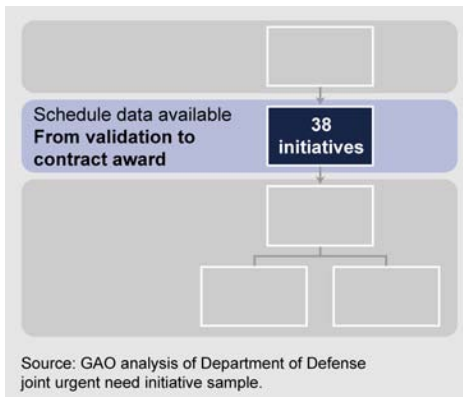 Schedule data available
From validation to
contract award
38
initiatives
Source: GAO analysis of Department of Defense
joint urgent need initiative sample.